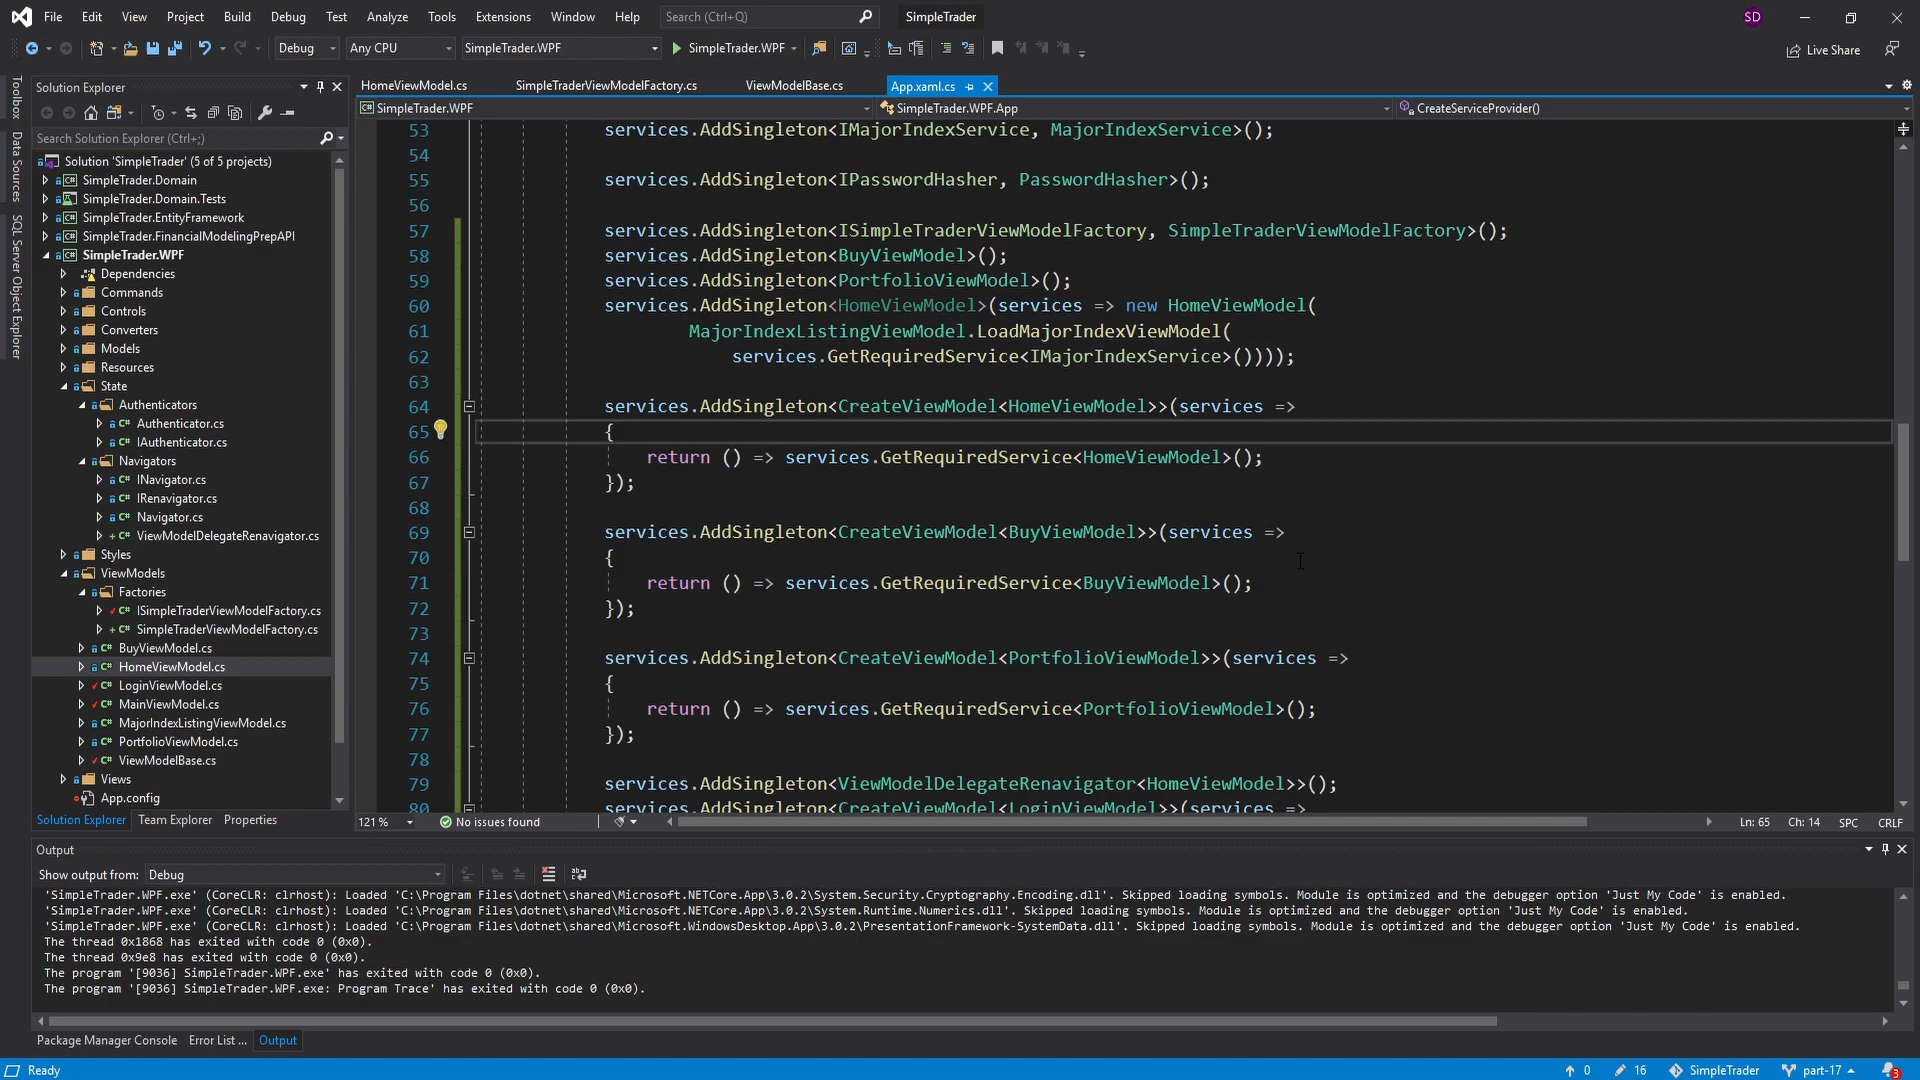 File Edit View Project Build Debug Test Analyze Tools Extensions Window Help Search (Ctrl+Q) SimpleTrader SD
Debug Any CPU SimpleTrader.WPF SimpleTrader.WPF Live Share
Toolbox
Data Sources
SQL Server Object Explorer
Solution Explorer
Search Solution Explorer (Ctrl+;)
Solution 'SimpleTrader' (5 of 5 projects)
SimpleTrader.Domain
SimpleTrader.Domain.Tests
SimpleTrader.EntityFramework
SimpleTrader.FinancialModelingPrepAPI
SimpleTrader.WPF
Dependencies
Commands
Controls
Converters
Models
Resources
State
Authenticators
C# Authenticator.cs
C# IAuthenticator.cs
Navigators
C# INavigator.cs
C# IRenavigator.cs
C# Navigator.cs
C# ViewModelDelegateRenavigator.cs
Styles
ViewModels
Factories
C# ISimpleTraderViewModelFactory.cs
C# SimpleTraderViewModelFactory.cs
C# BuyViewModel.cs
C# HomeViewModel.cs
C# LoginViewModel.cs
C# MainViewModel.cs
C# MajorIndexListingViewModel.cs
C# PortfolioViewModel.cs
C# ViewModelBase.cs
Views
App.config
Solution Explorer Team Explorer Properties
HomeViewModel.cs SimpleTraderViewModelFactory.cs ViewModelBase.cs App.xaml.cs
SimpleTrader.WPF SimpleTrader.WPF.App CreateServiceProvider()
53 services.AddSingleton<IMajorIndexService, MajorIndexService>();
54
55 services.AddSingleton<IPasswordHasher, PasswordHasher>();
56
57 services.AddSingleton<ISimpleTraderViewModelFactory, SimpleTraderViewModelFactory>();
58 services.AddSingleton<BuyViewModel>();
59 services.AddSingleton<PortfolioViewModel>();
60 services.AddSingleton<HomeViewModel>(services => new HomeViewModel(
61 MajorIndexListingViewModel.LoadMajorIndexViewModel(
62 services.GetRequiredService<IMajorIndexService>())));
63
64 services.AddSingleton<CreateViewModel<HomeViewModel>>(services =>
65 {
66 return () => services.GetRequiredService<HomeViewModel>();
67 });
68
69 services.AddSingleton<CreateViewModel<BuyViewModel>>(services =>
70 {
71 return () => services.GetRequiredService<BuyViewModel>();
72 });
73
74 services.AddSingleton<CreateViewModel<PortfolioViewModel>>(services =>
75 {
76 return () => services.GetRequiredService<PortfolioViewModel>();
77 });
78
79 services.AddSingleton<ViewModelDelegateRenavigator<HomeViewModel>>();
80 services.AddSingleton<CreateViewModel<LoginViewModel>>(services =>
121 % No issues found Ln: 65 Ch: 14 SPC CRLF
Output
Show output from: Debug
'SimpleTrader.WPF.exe' (CoreCLR: clrhost): Loaded 'C:\Program Files\dotnet\shared\Microsoft.NETCore.App\3.0.2\System.Security.Cryptography.Encoding.dll'. Skipped loading symbols. Module is optimized and the debugger option 'Just My Code' is enabled.
'SimpleTrader.WPF.exe' (CoreCLR: clrhost): Loaded 'C:\Program Files\dotnet\shared\Microsoft.NETCore.App\3.0.2\System.Runtime.Numerics.dll'. Skipped loading symbols. Module is optimized and the debugger option 'Just My Code' is enabled.
'SimpleTrader.WPF.exe' (CoreCLR: clrhost): Loaded 'C:\Program Files\dotnet\shared\Microsoft.WindowsDesktop.App\3.0.2\PresentationFramework-SystemData.dll'. Skipped loading symbols. Module is optimized and the debugger option 'Just My Code' is enabled.
The thread 0x1868 has exited with code 0 (0x0).
The thread 0x9e8 has exited with code 0 (0x0).
The program '[9036] SimpleTrader.WPF.exe' has exited with code 0 (0x0).
The program '[9036] SimpleTrader.WPF.exe: Program Trace' has exited with code 0 (0x0).
Package Manager Console Error List ... Output
Ready 0 16 SimpleTrader part-17 3